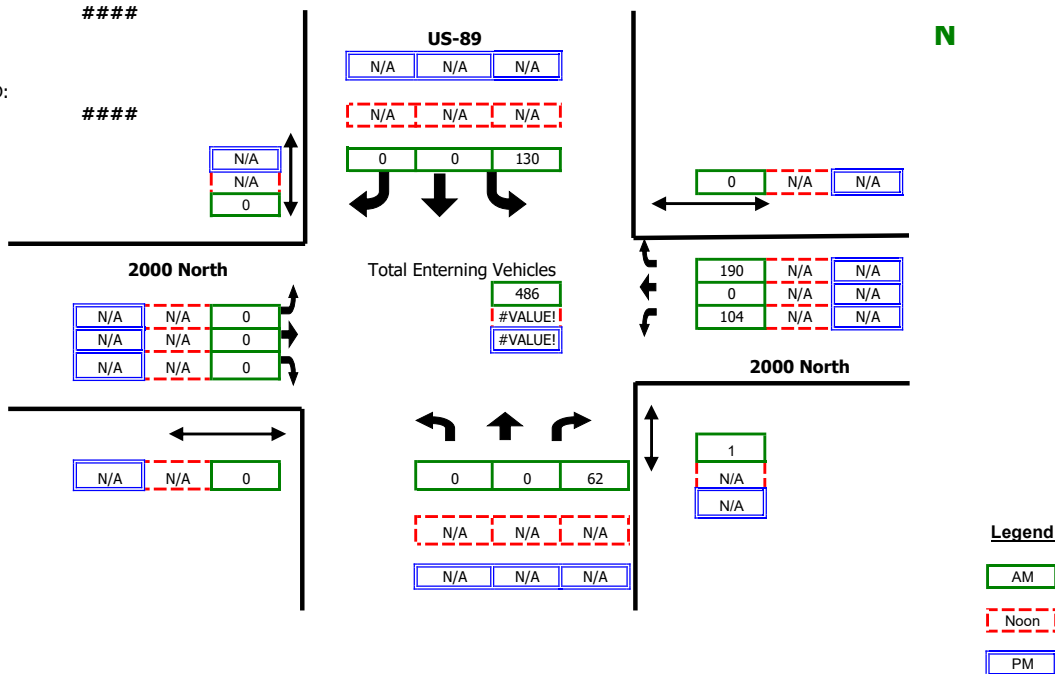 ####
US-89
N
N/A N/A N/A
D:
####
N/A N/A N/A
N/A
0 0 130
N/A
0 N/A N/A
0
2000 North
Total Enterning Vehicles
190 N/A N/A
486
0 N/A N/A
N/A N/A 0
#VALUE!
104 N/A N/A
N/A N/A 0
#VALUE!
N/A N/A 0
2000 North
1
N/A N/A 0
0 0 62
N/A
N/A
N/A N/A N/A
Legend
N/A N/A N/A
AM
Noon
PM